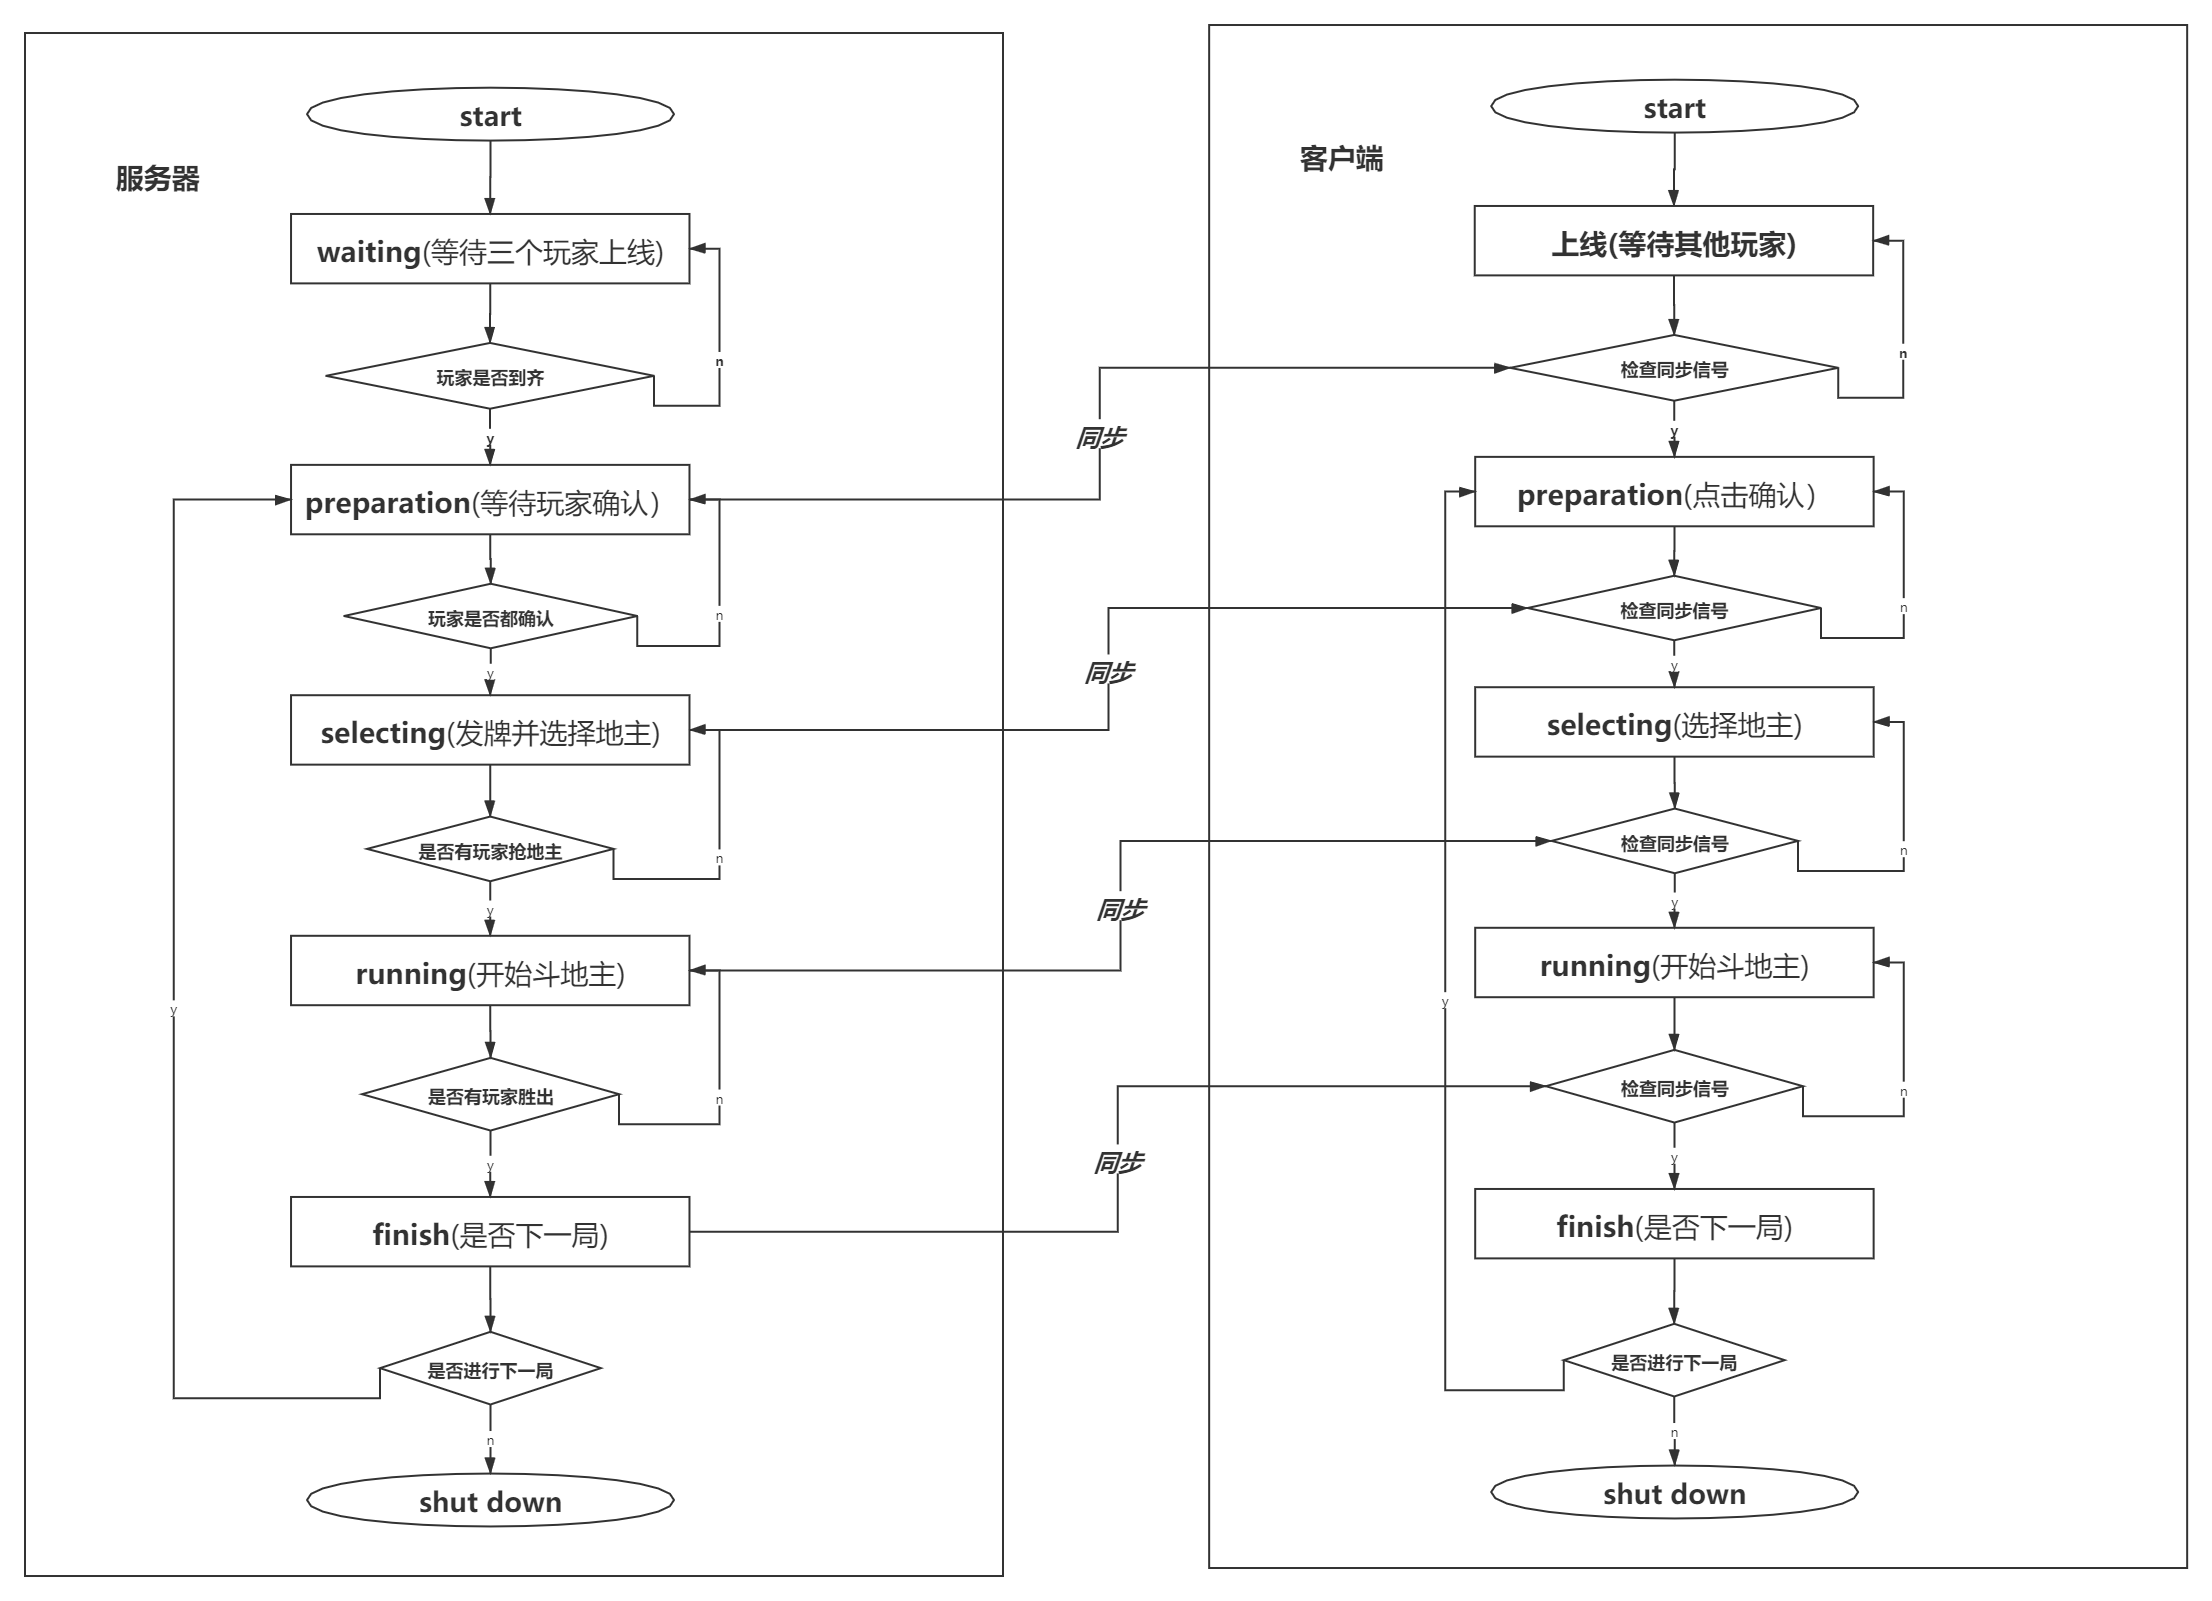 服务器
start
waiting(等待三个玩家上线)
玩家是否到齐
n
y
preparation(等待玩家确认)
玩家是否都确认
n
y
selecting(发牌并选择地主)
是否有玩家抢地主
n
y
running(开始斗地主)
y
是否有玩家胜出
n
y
finish(是否下一局)
是否进行下一局
n
shut down
同步
同步
同步
同步
客户端
start
上线(等待其他玩家)
检查同步信号
n
y
preparation(点击确认)
检查同步信号
n
y
selecting(选择地主)
检查同步信号
n
y
running(开始斗地主)
y
检查同步信号
n
y
finish(是否下一局)
是否进行下一局
n
shut down